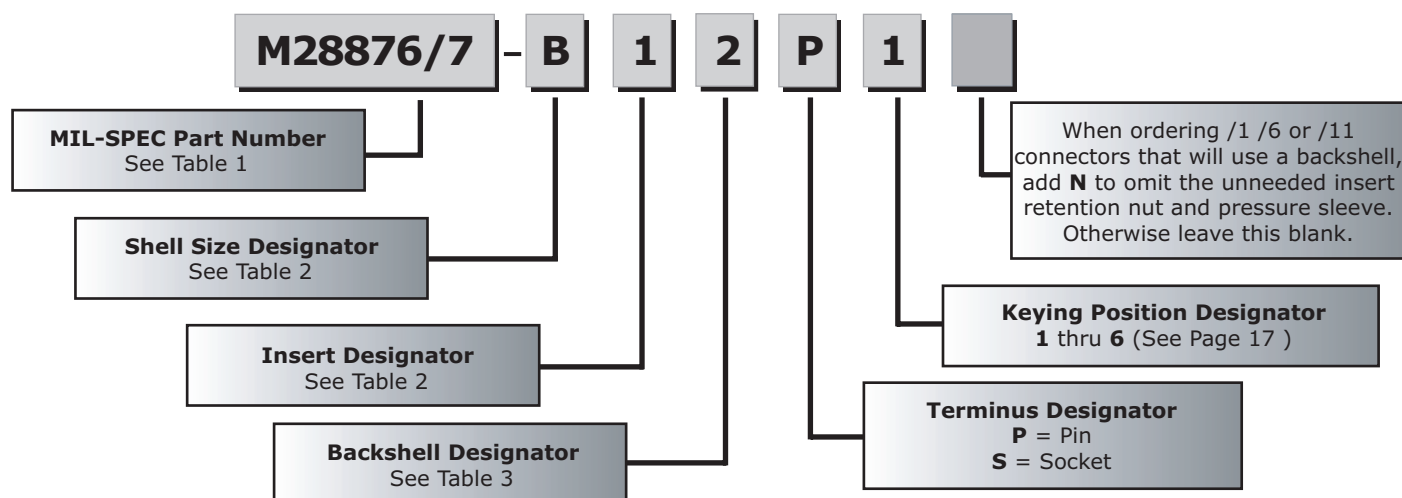 M28876/7 – B 1 2 P 1
MIL-SPEC Part Number
See Table 1
Shell Size Designator
See Table 2
Insert Designator
See Table 2
Backshell Designator
See Table 3
When ordering /1 /6 or /11
connectors that will use a backshell,
add N to omit the unneeded insert
retention nut and pressure sleeve.
Otherwise leave this blank.
Keying Position Designator
1 thru 6 (See Page 17 )
Terminus Designator
P = Pin
S = Socket